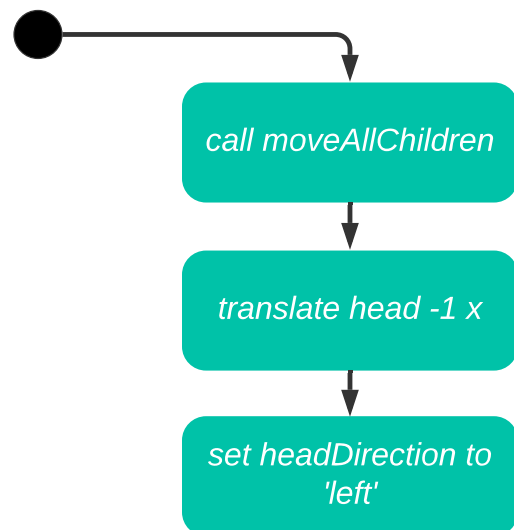 call moveAllChildren
translate head -1 x
set headDirection to
'left'